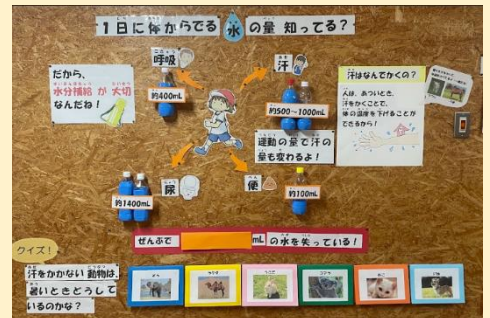 1日に体からでる水の量 知ってる?
呼吸
約400mL
汗
約500~1000mL
運動の量で汗の
量も変わるよ!
だから、
水分補給 が 大切
なんだね!
汗はなんでかくの?
人は、あついとき、
汗をかくことで、
体の温度を下げることが
できるから!
尿
約1400mL
便
約100mL
ぜんぶで mLの水を失っている!
クイズ!
汗をかかない動物は、
暑いときどうして
いるのかな?